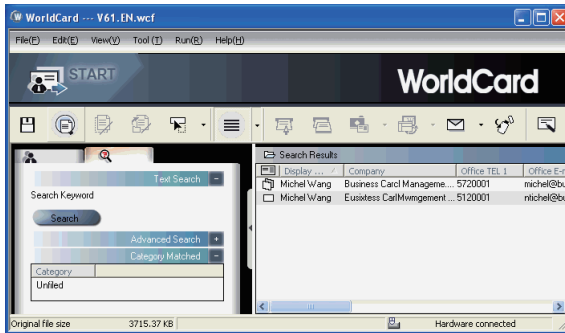 WorldCard --- V61.EN.wcf
File(F) Edit(E) View(V) Tool (T) Run(R) Help(H)
START
WorldCard
Search Results
Text Search
Display ... Company Office TEL 1 Office E-r
Search Keyword
Michel Wang Business Carcl Manageme.... 5720001 michel@bu
Michel Wang Eusixtess CarlMwmgement ... 5120001 ntichel@bu
Search
Advanced Search
Category Matched
Category
Unfiled
Original file size 3715.37 KB Hardware connected